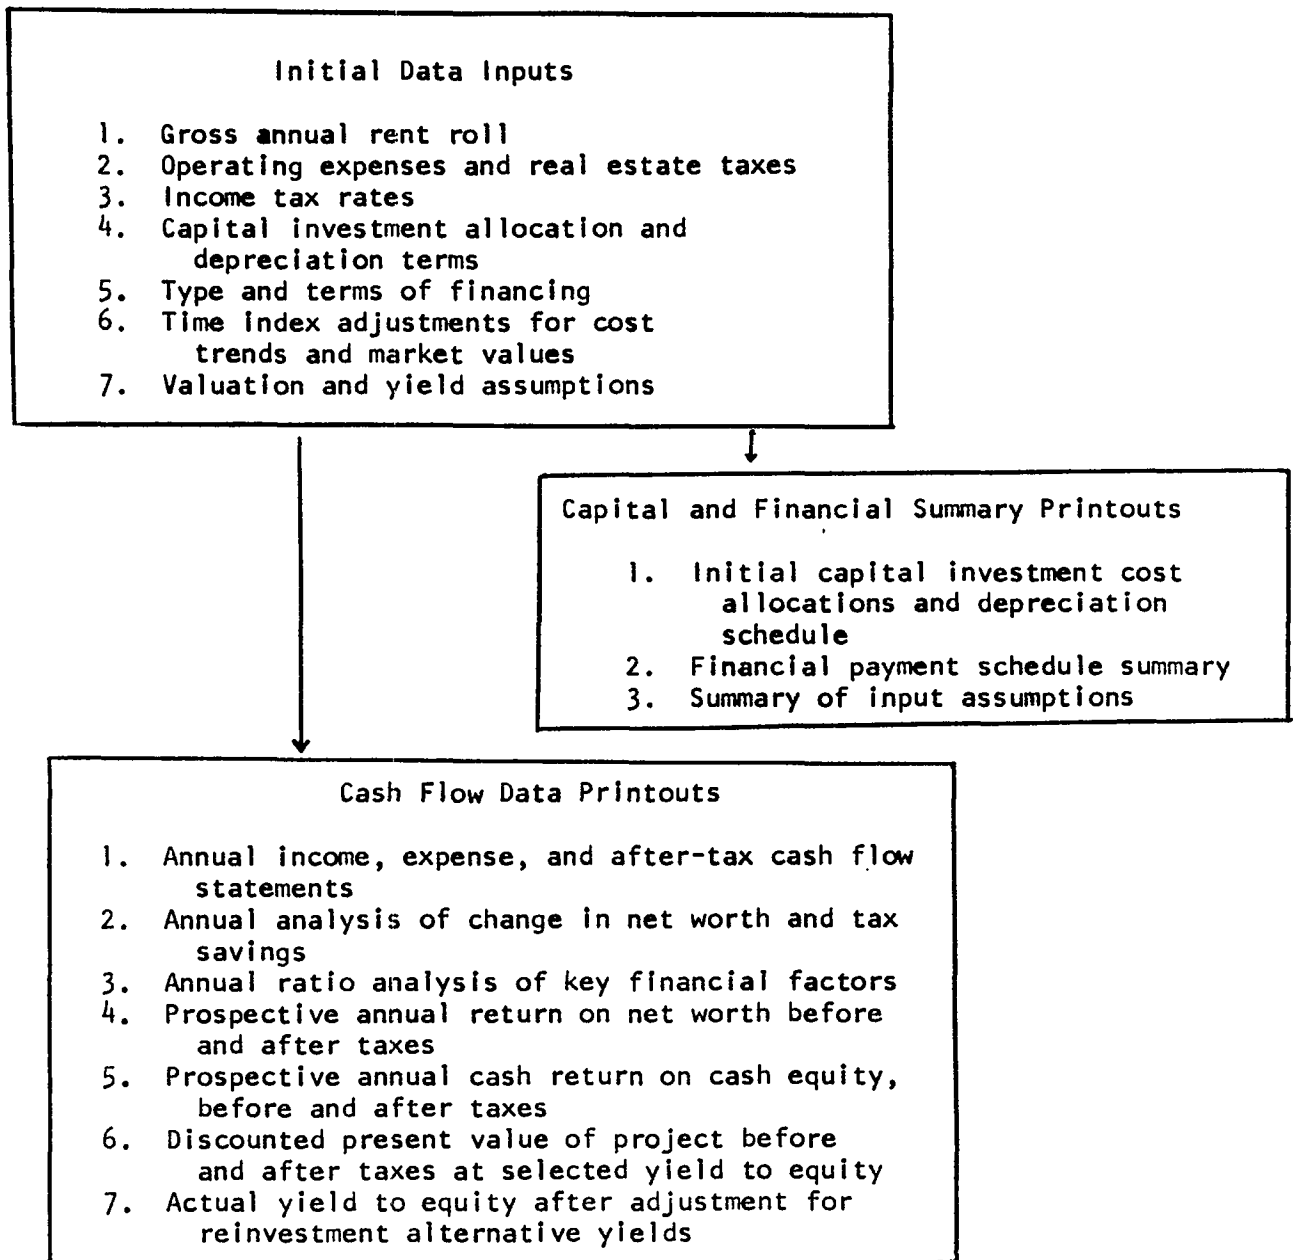 Initial Data Inputs
1. Gross annual rent roll
2. Operating expenses and real estate taxes
3. Income tax rates
4. Capital investment allocation and
depreciation terms
5. Type and terms of financing
6. Time index adjustments for cost
trends and market values
7. Valuation and yield assumptions
Capital and Financial Summary Printouts
1. Initial capital investment cost
allocations and depreciation
schedule
2. Financial payment schedule summary
3. Summary of input assumptions
Cash Flow Data Printouts
1. Annual income, expense, and after-tax cash flow
statements
2. Annual analysis of change in net worth and tax
savings
3. Annual ratio analysis of key financial factors
4. Prospective annual return on net worth before
and after taxes
5. Prospective annual cash return on cash equity,
before and after taxes
6. Discounted present value of project before
and after taxes at selected yield to equity
7. Actual yield to equity after adjustment for
reinvestment alternative yields